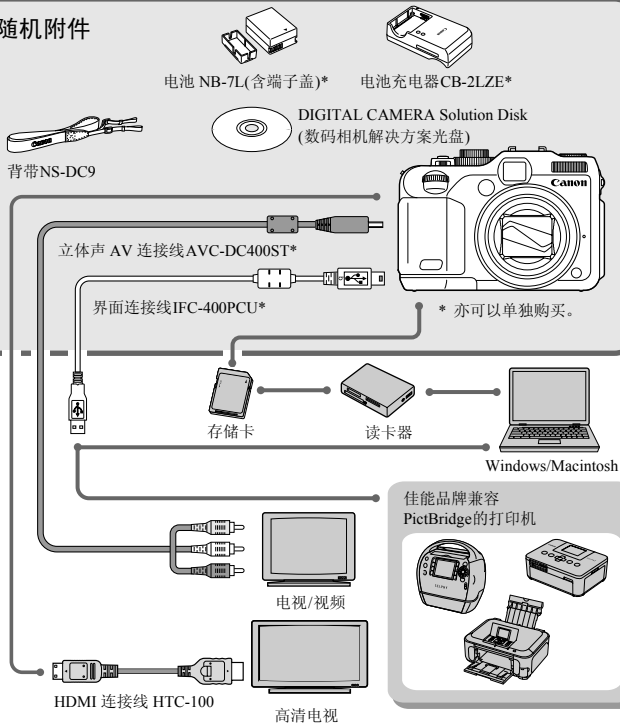 随机附件
电池 NB-7L(含端子盖)*
电池充电器CB-2LZE*
DIGITAL CAMERA Solution Disk
(数码相机解决方案光盘)
Canon
背带NS-DC9
Canon
立体声 AV 连接线AVC-DC400ST*
界面连接线IFC-400PCU*
* 亦可以单独购买。
存储卡
读卡器
Windows/Macintosh
佳能品牌兼容
PictBridge的打印机
电视/视频
HDMI 连接线 HTC-100
高清电视